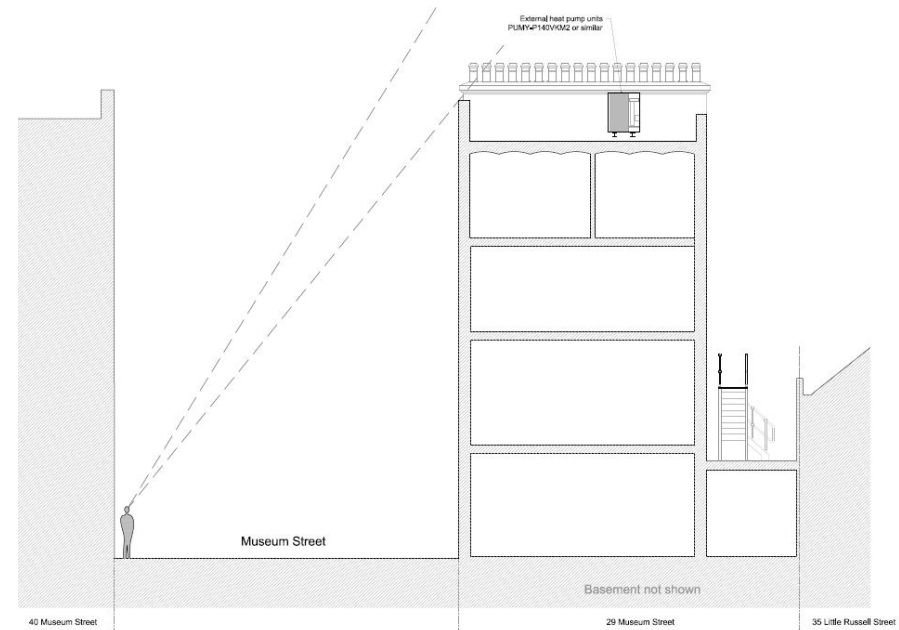 External heat pump units
PUMY-P140VKM2 or similar
Museum Street
Basement not shown
40 Museum Street
29 Museum Street
35 Little Russell Street